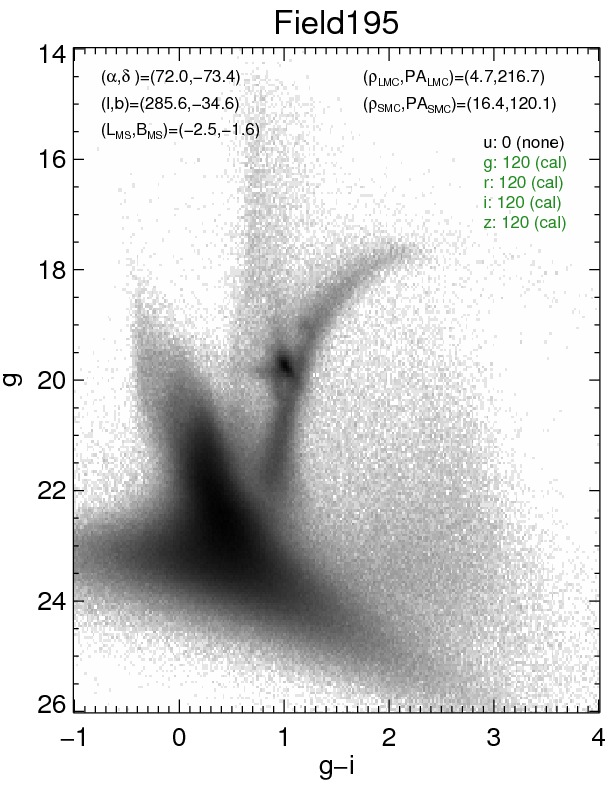 Field195
(α,δ )=(72.0,−73.4)
(l,b)=(285.6,−34.6)
(LMS,BMS)=(−2.5,−1.6)
(ρLMC,PALMC)=(4.7,216.7)
(ρSMC,PASMC)=(16.4,120.1)
u: 0 (none)
g: 120 (cal)
r: 120 (cal)
i: 120 (cal)
z: 120 (cal)
14
16
18
20
22
24
26
g
−1 0 1 2 3 4
g−i